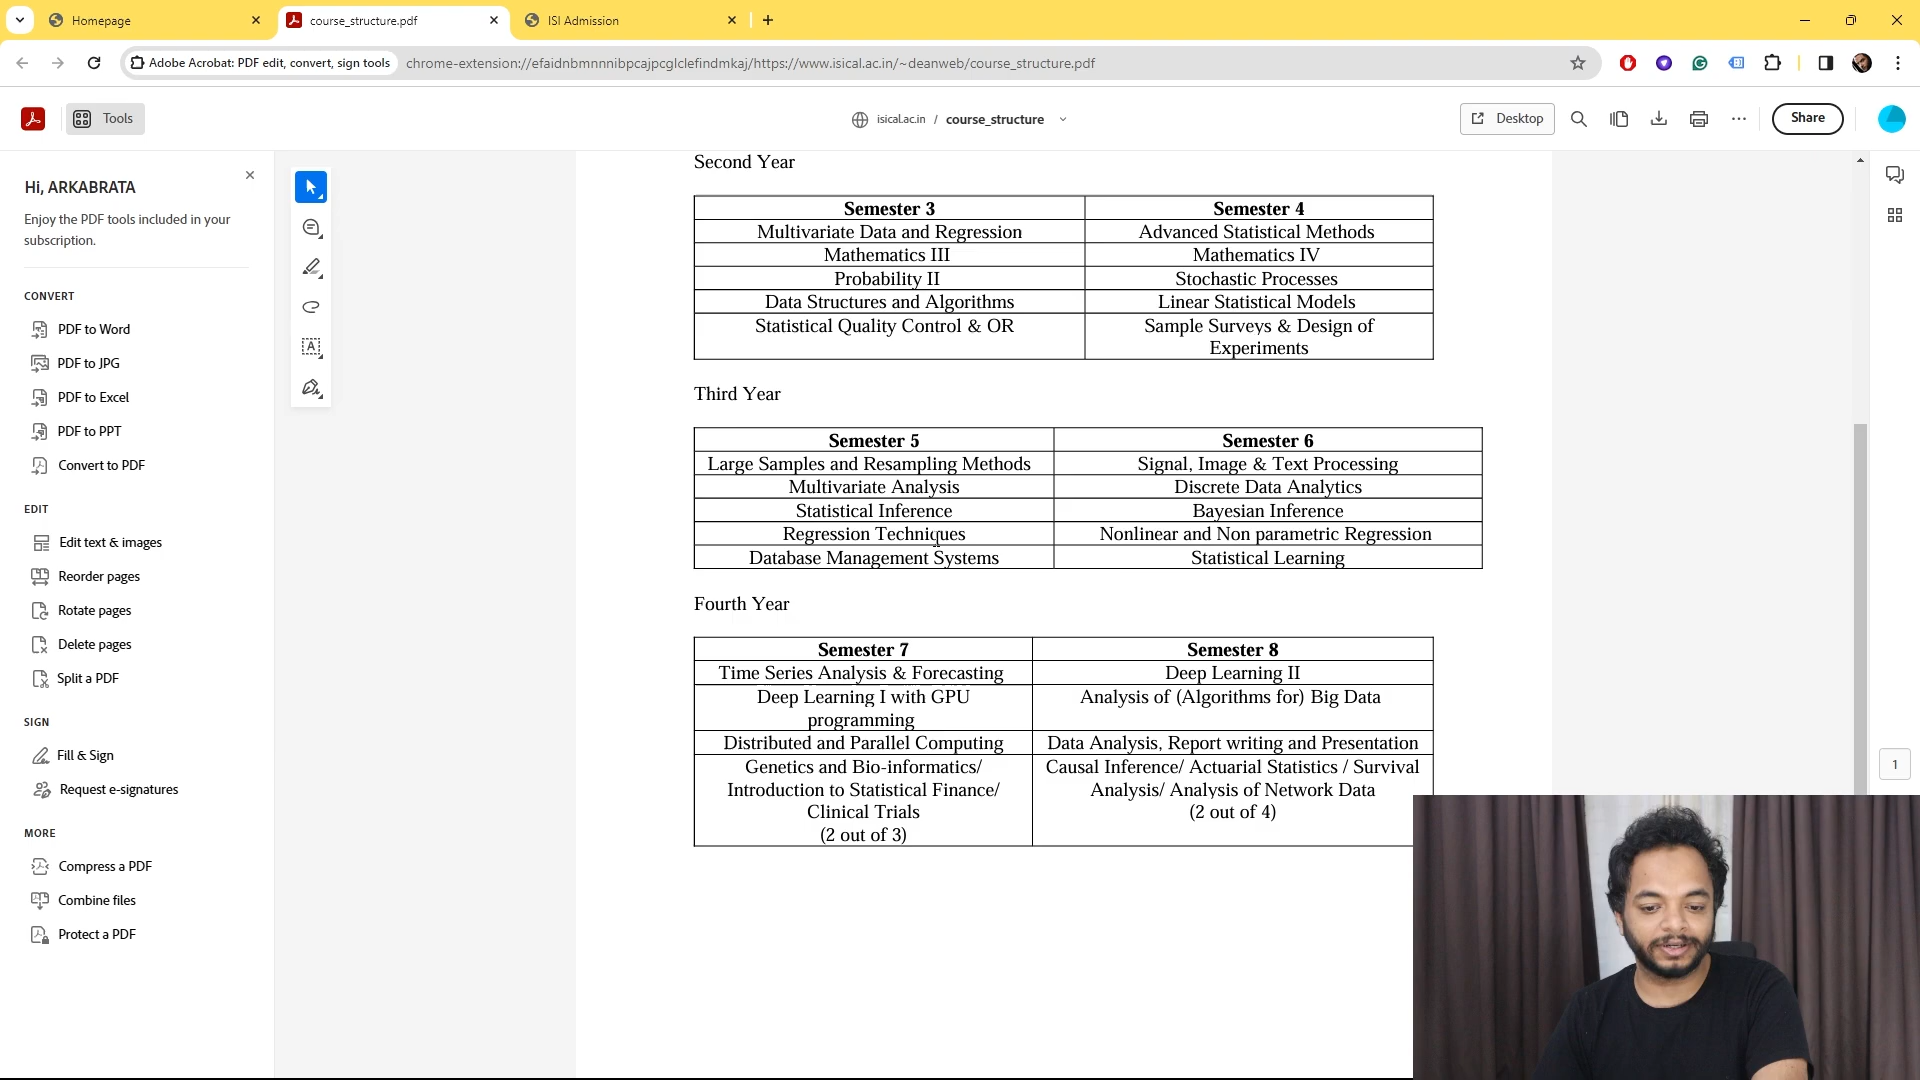 Homepage
course_structure.pdf
ISI Admission
Adobe Acrobat: PDF edit, convert, sign tools
chrome-extension://efaidnbmnnnibpcajpcglclefindmkaj/https://www.isical.ac.in/~deanweb/course_structure.pdf
Tools
isical.ac.in / course_structure
Desktop
Share
Hi, ARKABRATA
Enjoy the PDF tools included in your
subscription.
CONVERT
PDF to Word
PDF to JPG
PDF to Excel
PDF to PPT
Convert to PDF
EDIT
Edit text & images
Reorder pages
Rotate pages
Delete pages
Split a PDF
SIGN
Fill & Sign
Request e-signatures
MORE
Compress a PDF
Combine files
Protect a PDF
Second Year
Semester 3 Semester 4
Multivariate Data and Regression Advanced Statistical Methods
Mathematics III Mathematics IV
Probability II Stochastic Processes
Data Structures and Algorithms Linear Statistical Models
Statistical Quality Control & OR Sample Surveys & Design of
Experiments
Third Year
Semester 5 Semester 6
Large Samples and Resampling Methods Signal, Image & Text Processing
Multivariate Analysis Discrete Data Analytics
Statistical Inference Bayesian Inference
Regression Techniques Nonlinear and Non parametric Regression
Database Management Systems Statistical Learning
Fourth Year
Semester 7 Semester 8
Time Series Analysis & Forecasting Deep Learning II
Deep Learning I with GPU Analysis of (Algorithms for) Big Data
programming
Distributed and Parallel Computing Data Analysis, Report writing and Presentation
Genetics and Bio-informatics/ Causal Inference/ Actuarial Statistics / Survival
Introduction to Statistical Finance/ Analysis/ Analysis of Network Data
Clinical Trials (2 out of 4)
(2 out of 3)
1